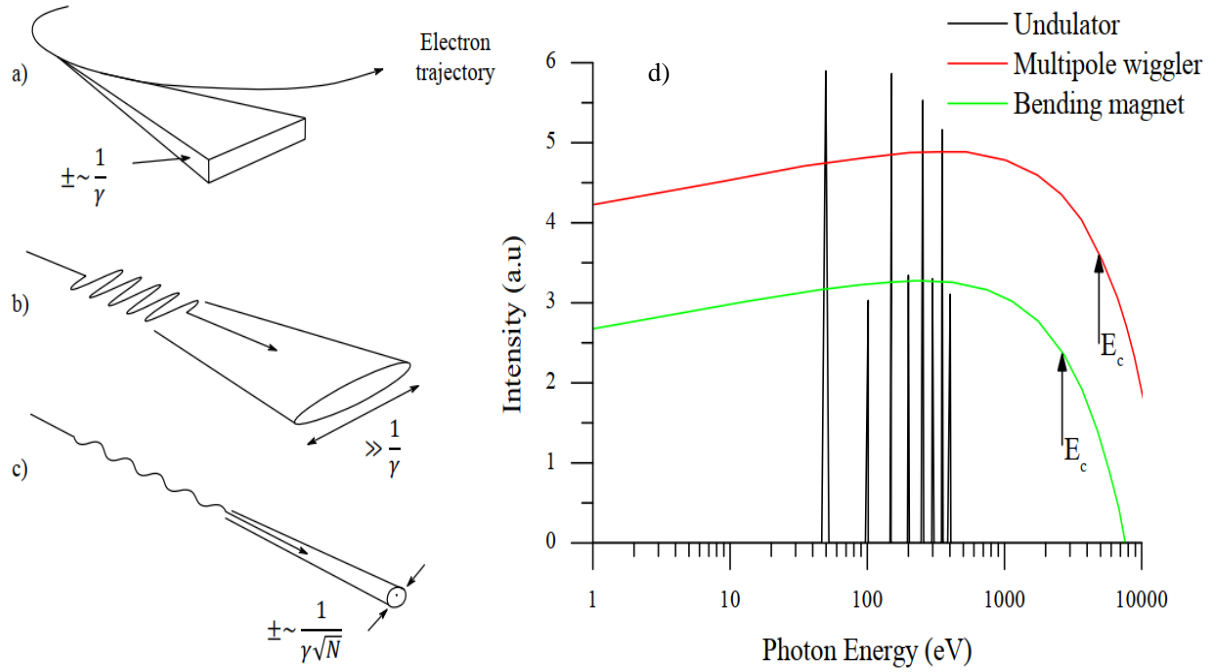 a)
Electron
trajectory
±~ 1/γ
b)
≫ 1/γ
c)
±~ 1/(γ√N)
d)
Undulator
Multipole wiggler
Bending magnet
6
5
4
3
2
1
0
Intensity (a.u)
E_c
E_c
1 10 100 1000 10000
Photon Energy (eV)